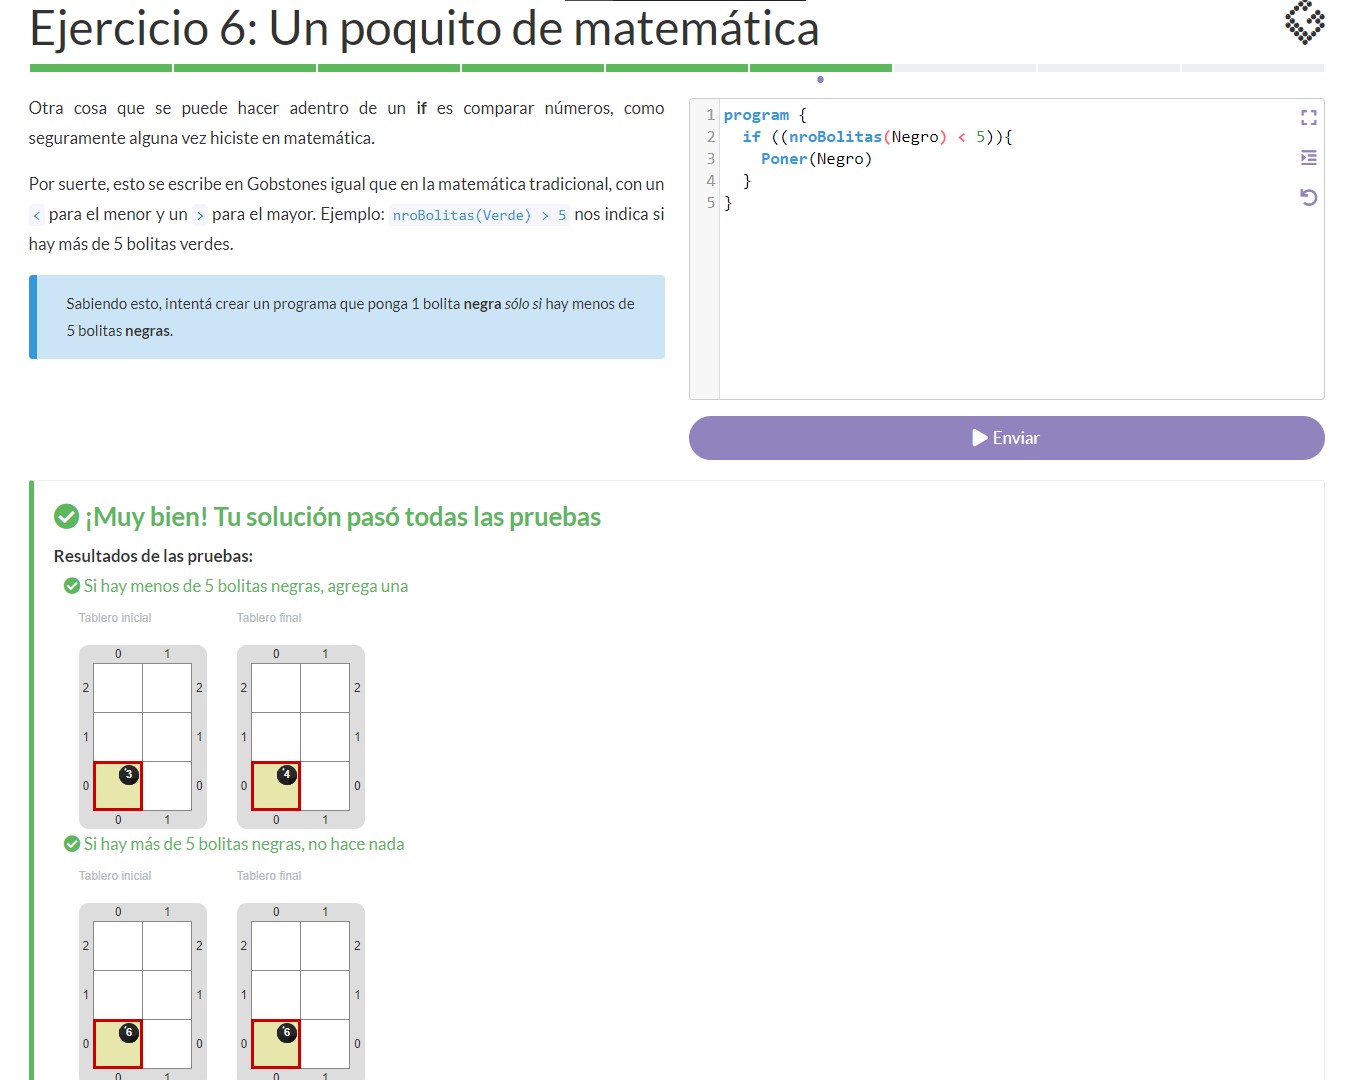 Ejercicio 6: Un poquito de matemática
Otra cosa que se puede hacer adentro de un if es comparar números, como
seguramente alguna vez hiciste en matemática.
Por suerte, esto se escribe en Gobstones igual que en la matemática tradicional, con un
< para el menor y un > para el mayor. Ejemplo: nroBolitas(Verde) > 5 nos indica si
hay más de 5 bolitas verdes.
Sabiendo esto, intentá crear un programa que ponga 1 bolita negra sólo si hay menos de
5 bolitas negras.
1 program {
2 if ((nroBolitas(Negro) < 5)){
3 Poner(Negro)
4 }
5 }
Enviar
¡Muy bien! Tu solución pasó todas las pruebas
Resultados de las pruebas:
Si hay menos de 5 bolitas negras, agrega una
Tablero inicial Tablero final
0 1 0 1
2 2 2 2
1 1 1 1
3 4
0 0 0 0
0 1 0 1
Si hay más de 5 bolitas negras, no hace nada
Tablero inicial Tablero final
0 1 0 1
2 2 2 2
1 1 1 1
6 6
0 0 0 0
0 1 0 1